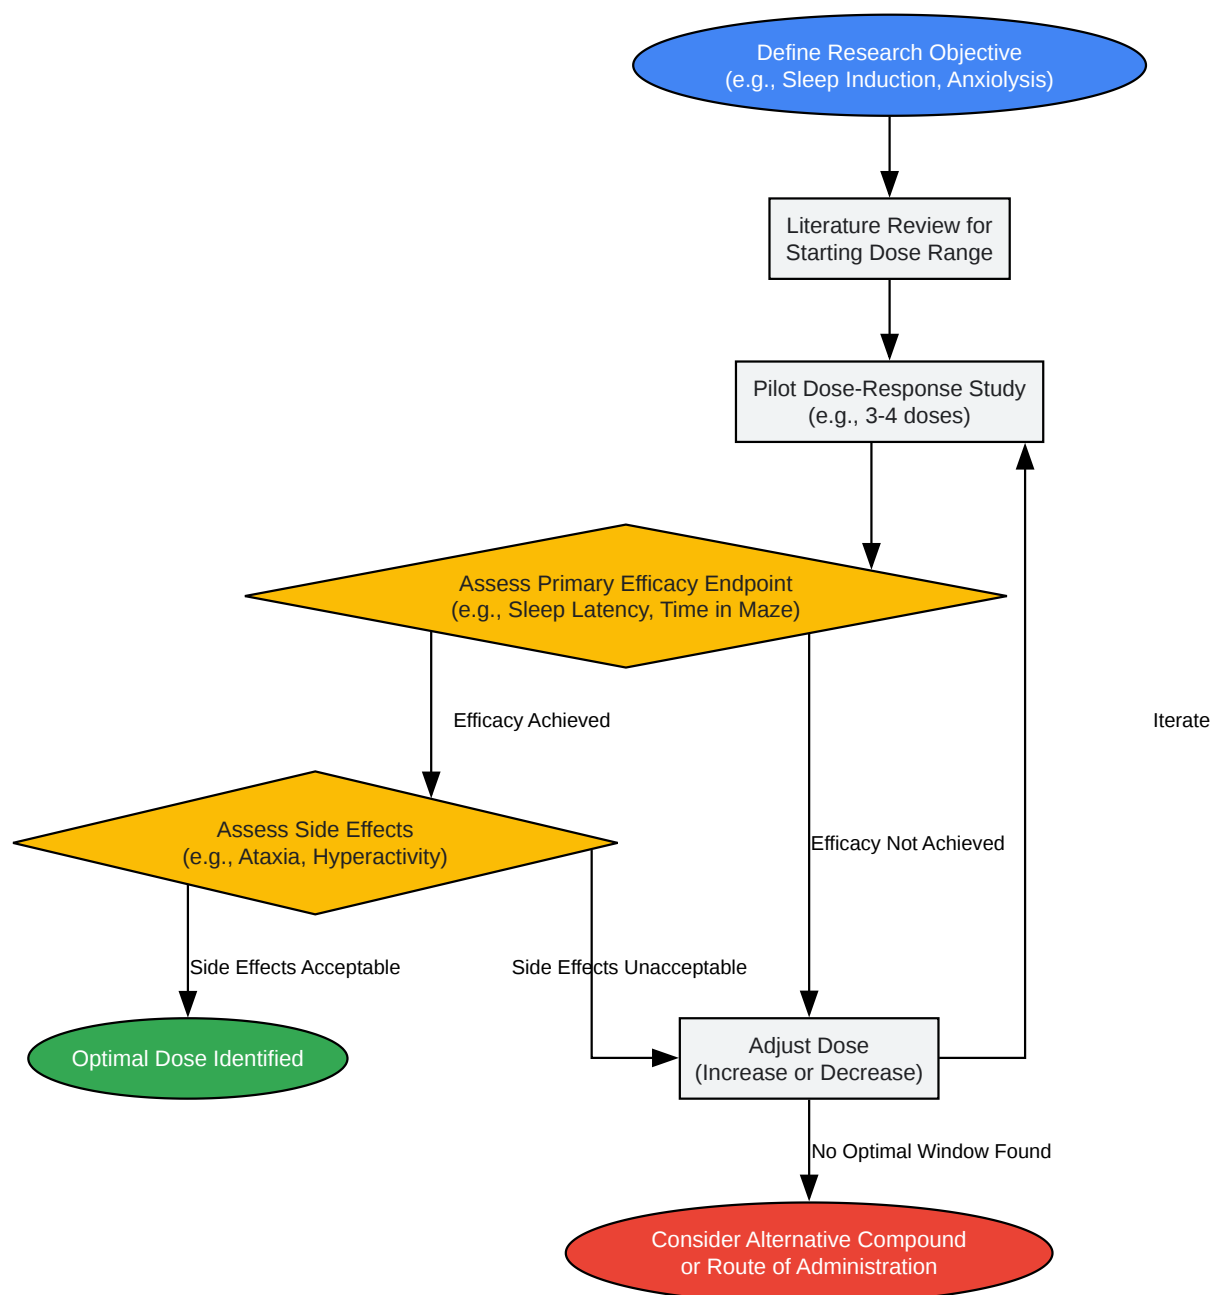 Define Research Objective
(e.g., Sleep Induction, Anxiolysis)
Literature Review for
Starting Dose Range
Pilot Dose-Response Study
(e.g., 3-4 doses)
Assess Primary Efficacy Endpoint
(e.g., Sleep Latency, Time in Maze)
Efficacy Achieved
Iterate
Assess Side Effects
(e.g., Ataxia, Hyperactivity)
Efficacy Not Achieved
Side Effects Acceptable
Side Effects Unacceptable
Optimal Dose Identified
Adjust Dose
(Increase or Decrease)
No Optimal Window Found
Consider Alternative Compound
or Route of Administration